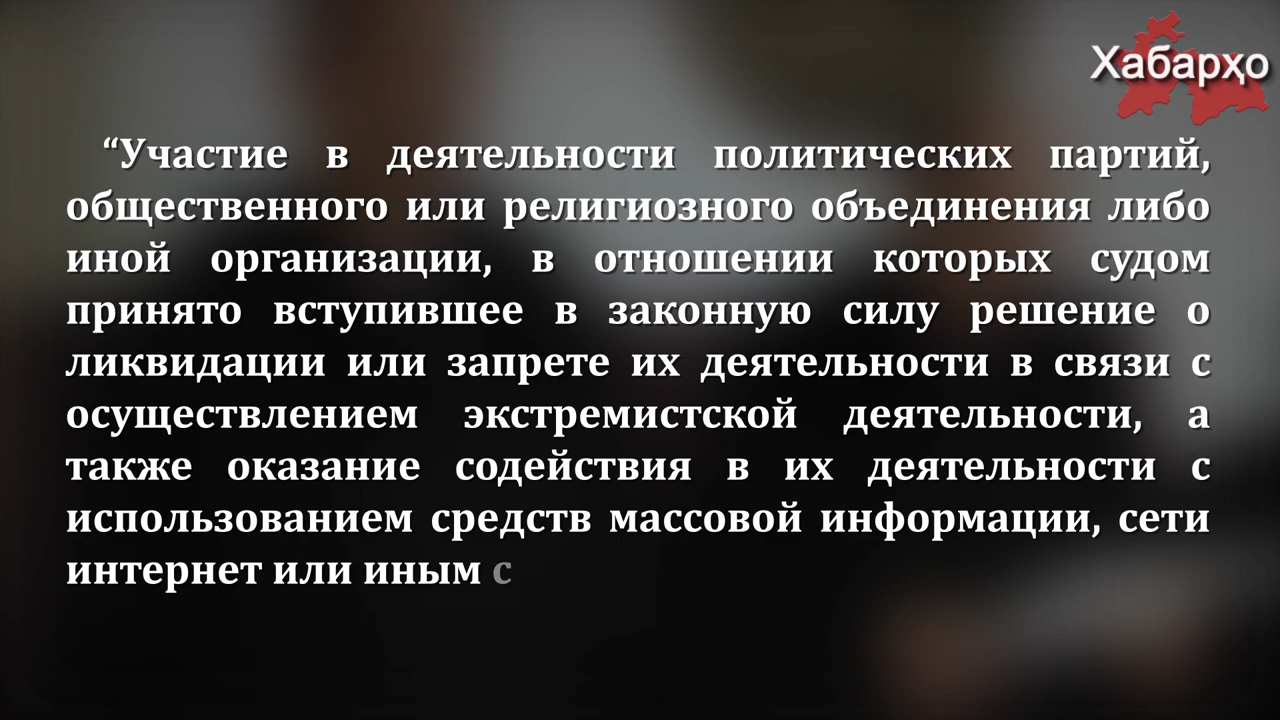 Хабарҳо
“Участие в деятельности политических партий,
общественного или религиозного объединения либо
иной организации, в отношении которых судом
принято вступившее в законную силу решение о
ликвидации или запрете их деятельности в связи с
осуществлением экстремистской деятельности, а
также оказание содействия в их деятельности с
использованием средств массовой информации, сети
интернет или иным с